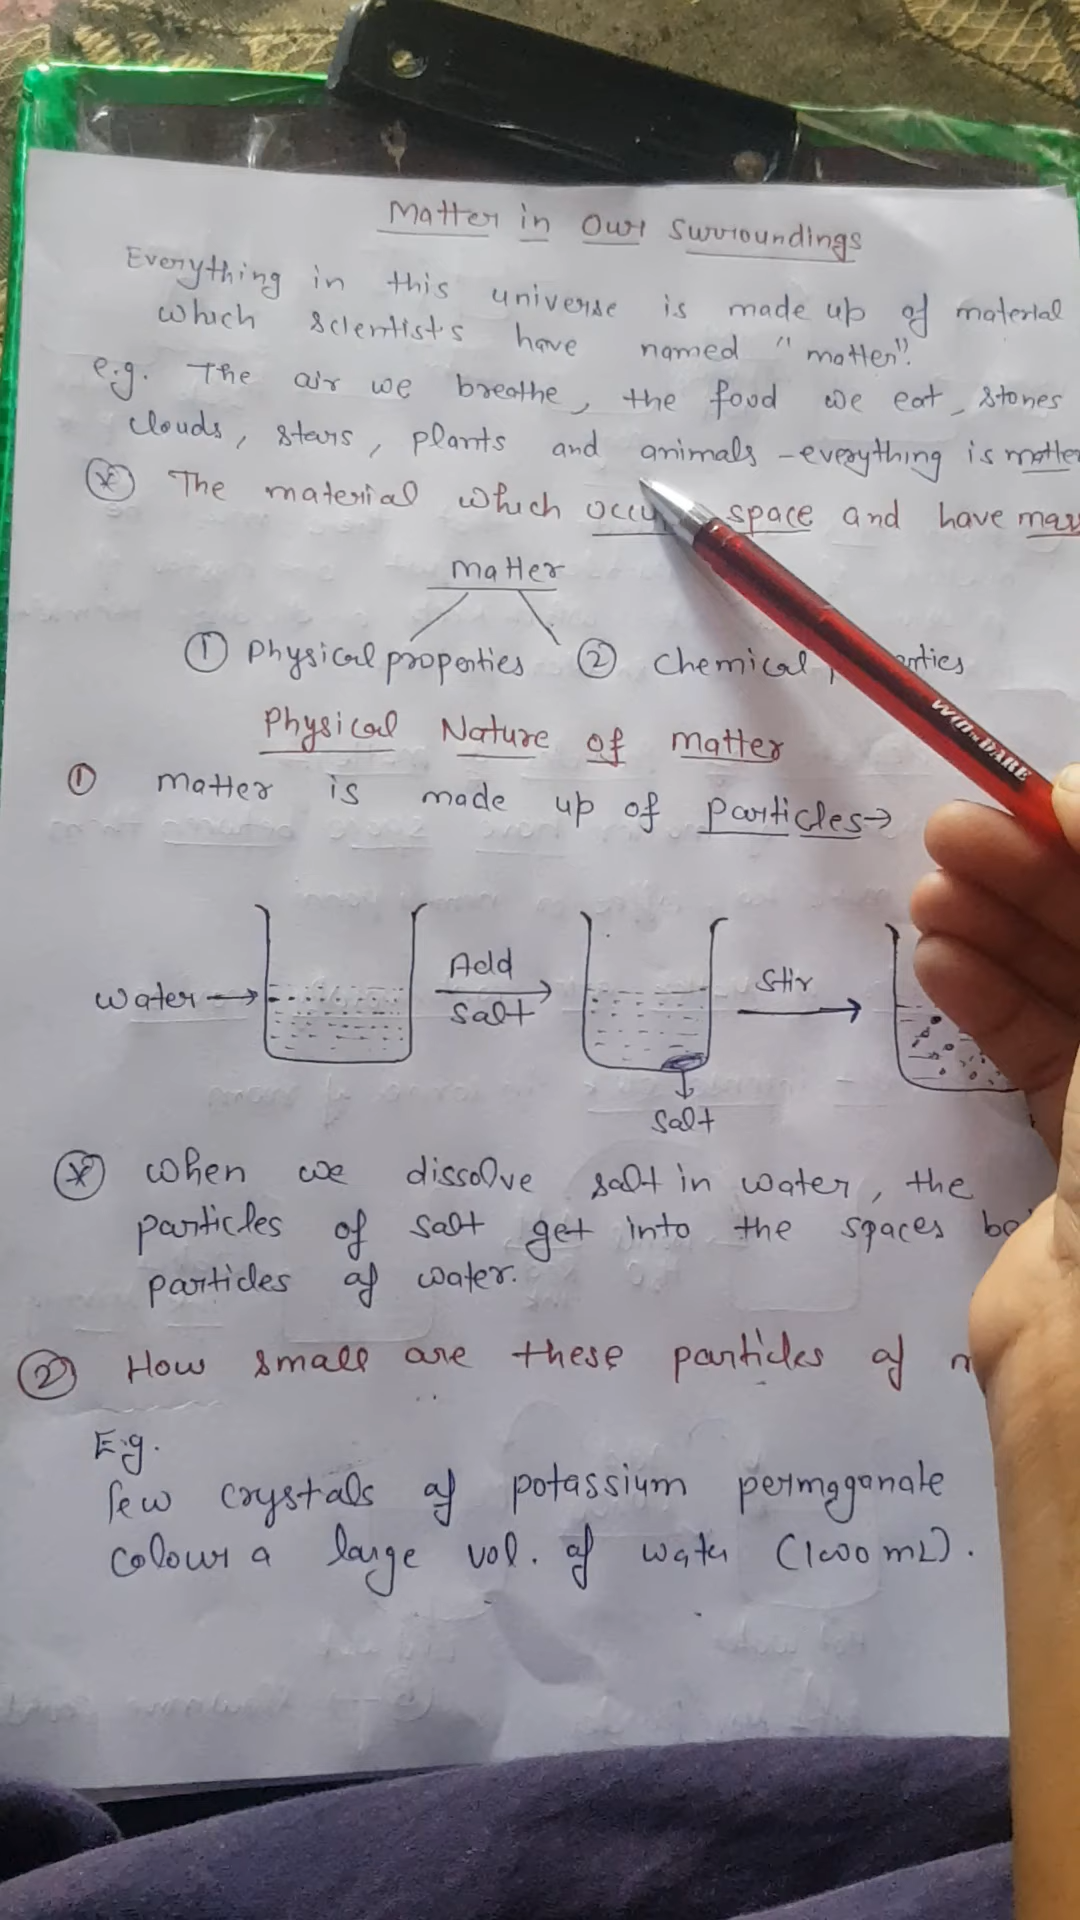 Matter in Our Surroundings
Everything in this universe is made up of material
which scientists have named "matter".
e.g. The air we breathe, the food we eat, stones
clouds, stars, plants and animals - everything is matter
* The material which space and have
Matter
① Physical properties ② Chemical
Physical Nature of matter
① matter is made up of particles→
water → Add Salt Stir
Salt
* When we dissolve salt in water, the
particles of salt get into the spaces
particles of water.
② How small are these particles of
E.g.
few crystals of potassium permaganate
colour a large vol. of water (1000 mL).
WIN DARE